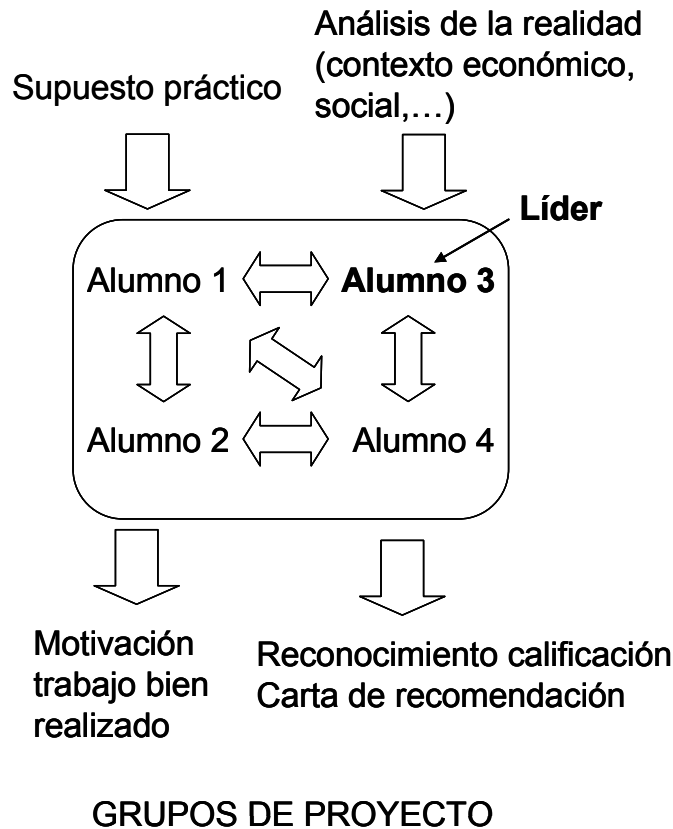 Supuesto práctico
Análisis de la realidad
(contexto económico,
social,…)
Líder
Alumno 1
Alumno 3
Alumno 2
Alumno 4
Motivación
trabajo bien
realizado
Reconocimiento calificación
Carta de recomendación
GRUPOS DE PROYECTO